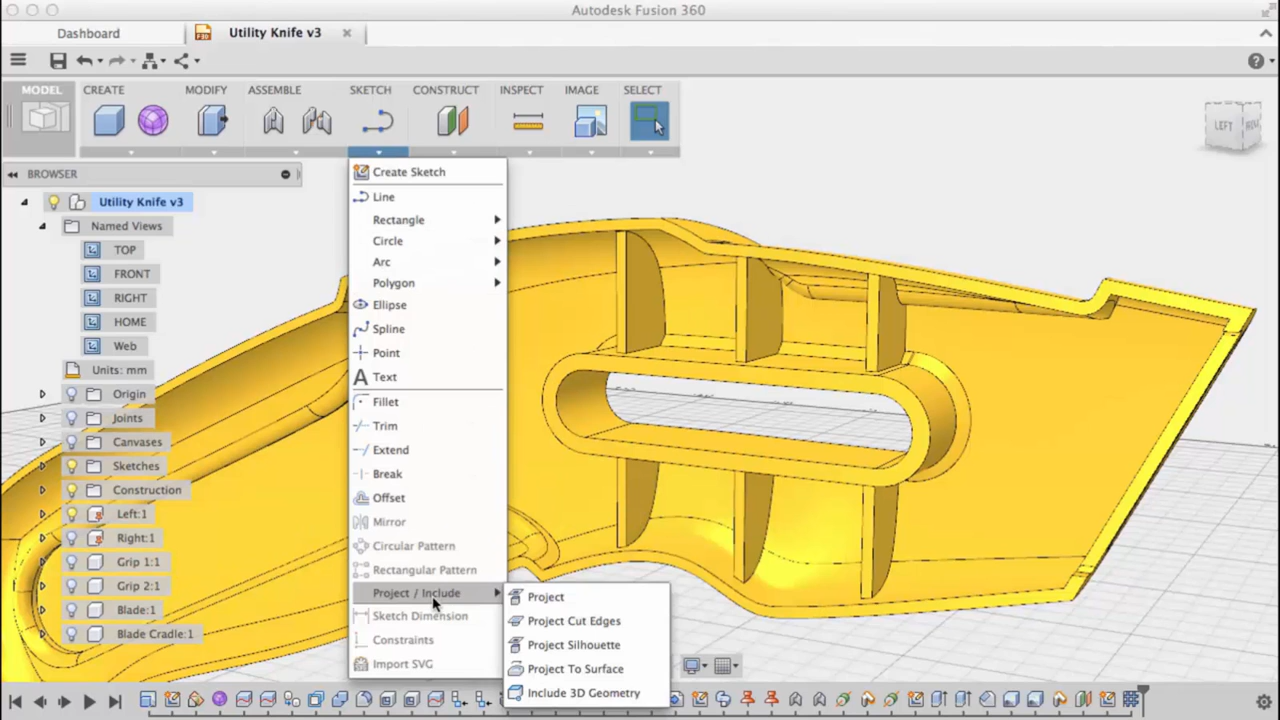 Autodesk Fusion 360
Dashboard
Utility Knife v3
MODEL CREATE MODIFY ASSEMBLE SKETCH CONSTRUCT INSPECT IMAGE SELECT
BROWSER
Utility Knife v3
Named Views
TOP
FRONT
RIGHT
HOME
Web
Units: mm
Origin
Joints
Canvases
Sketches
Construction
Left:1
Right:1
Grip 1:1
Grip 2:1
Blade:1
Blade Cradle:1
Create Sketch
Line
Rectangle
Circle
Arc
Polygon
Ellipse
Spline
Point
Text
Fillet
Trim
Extend
Break
Offset
Mirror
Circular Pattern
Rectangular Pattern
Project / Include
Sketch Dimension
Constraints
Import SVG
Project
Project Cut Edges
Project Silhouette
Project To Surface
Include 3D Geometry
LEFT